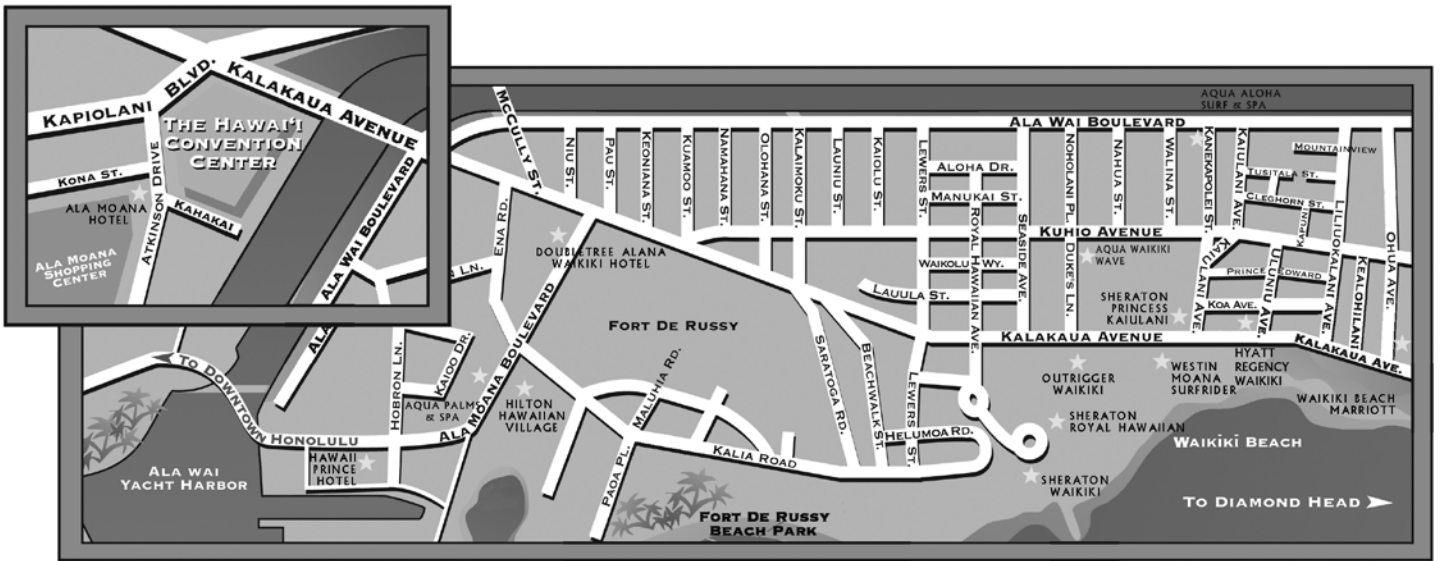 KAPIOLANI BLVD.
KALAKAUA AVENUE
THE HAWAI‘I
CONVENTION
CENTER
KONA ST.
ATKINSON DRIVE
ALA MOANA
HOTEL
KAHAKAI
ALA MOANA
SHOPPING
CENTER
ALA WAI BOULEVARD
MCCULLY ST.
AQUA ALOHA
SURF & SPA
ALA WAI BOULEVARD
NIU ST.
PAU ST.
KEONIANA ST.
KUAMOO ST.
NAMAHANA ST.
OLOHANA ST.
KALAIMOKU ST.
LAUNIU ST.
KAIOLU ST.
LEWERS ST.
ALOHA DR.
MANUKAI ST.
ROYAL HAWAIIAN AVE.
SEASIDE AVE.
NOHOLANI PL.
NAHUA ST.
WALINA ST.
KANEKAPOLEI ST.
KAIULANI AVE.
MOUNTAINVIEW
TUSITALA ST.
CLEGHORN ST.
KAPUNI
LILIUOKALANI AVE.
OHUA AVE.
ENA RD.
LN.
DOUBLETREE ALANA
WAIKIKI HOTEL
KUHIO AVENUE
DUKE'S LN.
AQUA WAIKIKI
WAVE
WAIKOLU WY.
LAUULA ST.
KAIULANI AVE.
PRINCE EDWARD
ULUNIU AVE.
KOA AVE.
KEALOHILANI
SHERATON
PRINCESS
KAIULANI
FORT DE RUSSY
KALAKAUA AVENUE
KALAKAUA AVE.
TO DOWNTOWN HONOLULU
HOBRON LN.
KAIOO DR.
AQUA PALMS
& SPA
ALA MOANA BOULEVARD
HILTON
HAWAIIAN
VILLAGE
MALUHIA RD.
SARATOGA RD.
BEACHWALK ST.
LEWERS ST.
OUTRIGGER
WAIKIKI
WESTIN
MOANA
SURFRIDER
HYATT
REGENCY
WAIKIKI
WAIKIKI BEACH
MARRIOTT
SHERATON
ROYAL HAWAIIAN
HELUMOA RD.
WAIKIKI BEACH
HAWAII
PRINCE
HOTEL
ALA WAI
YACHT HARBOR
PAOA PL.
KALIA ROAD
SHERATON
WAIKIKI
TO DIAMOND HEAD
FORT DE RUSSY
BEACH PARK